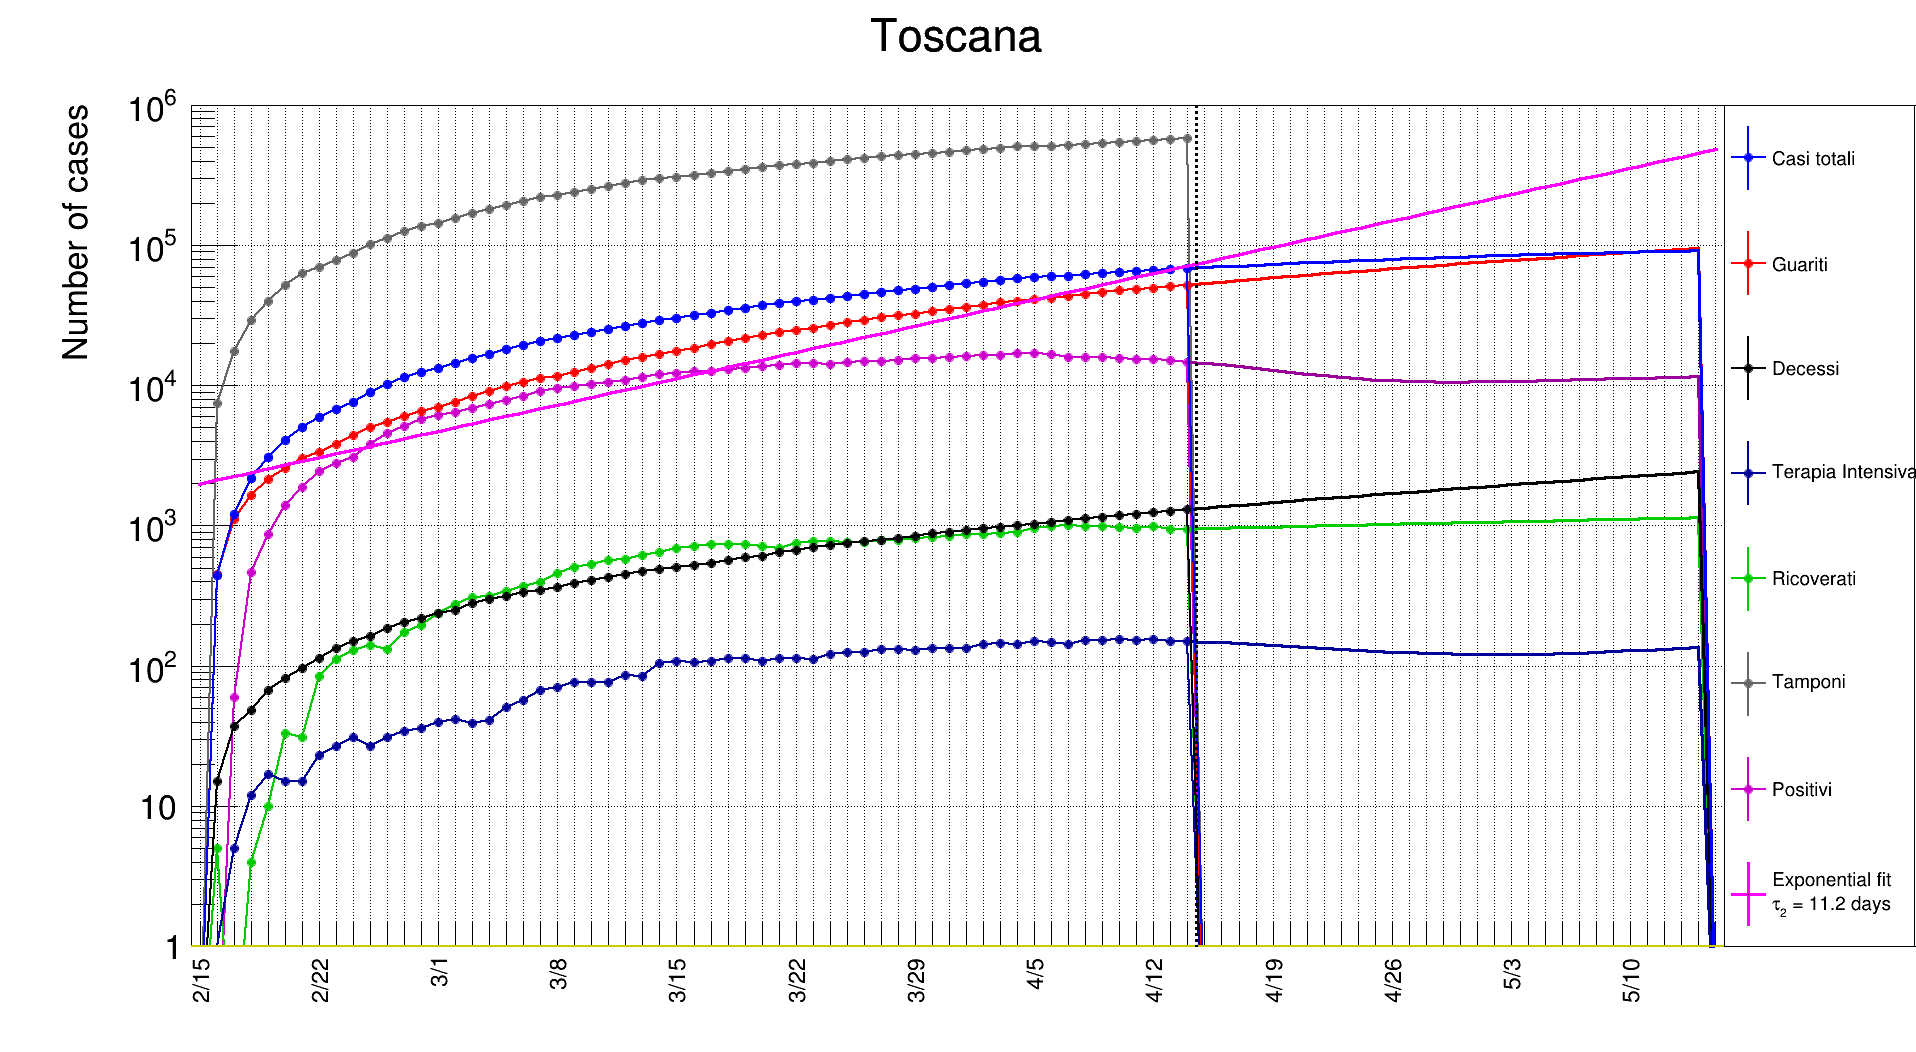 Toscana
Number of cases
10^6
10^5
10^4
10^3
10^2
10
1
2/15 2/22 3/1 3/8 3/15 3/22 3/29 4/5 4/12 4/19 4/26 5/3 5/10
Casi totali
Guariti
Decessi
Terapia Intensiva
Ricoverati
Tamponi
Positivi
Exponential fit
τ₂ = 11.2 days